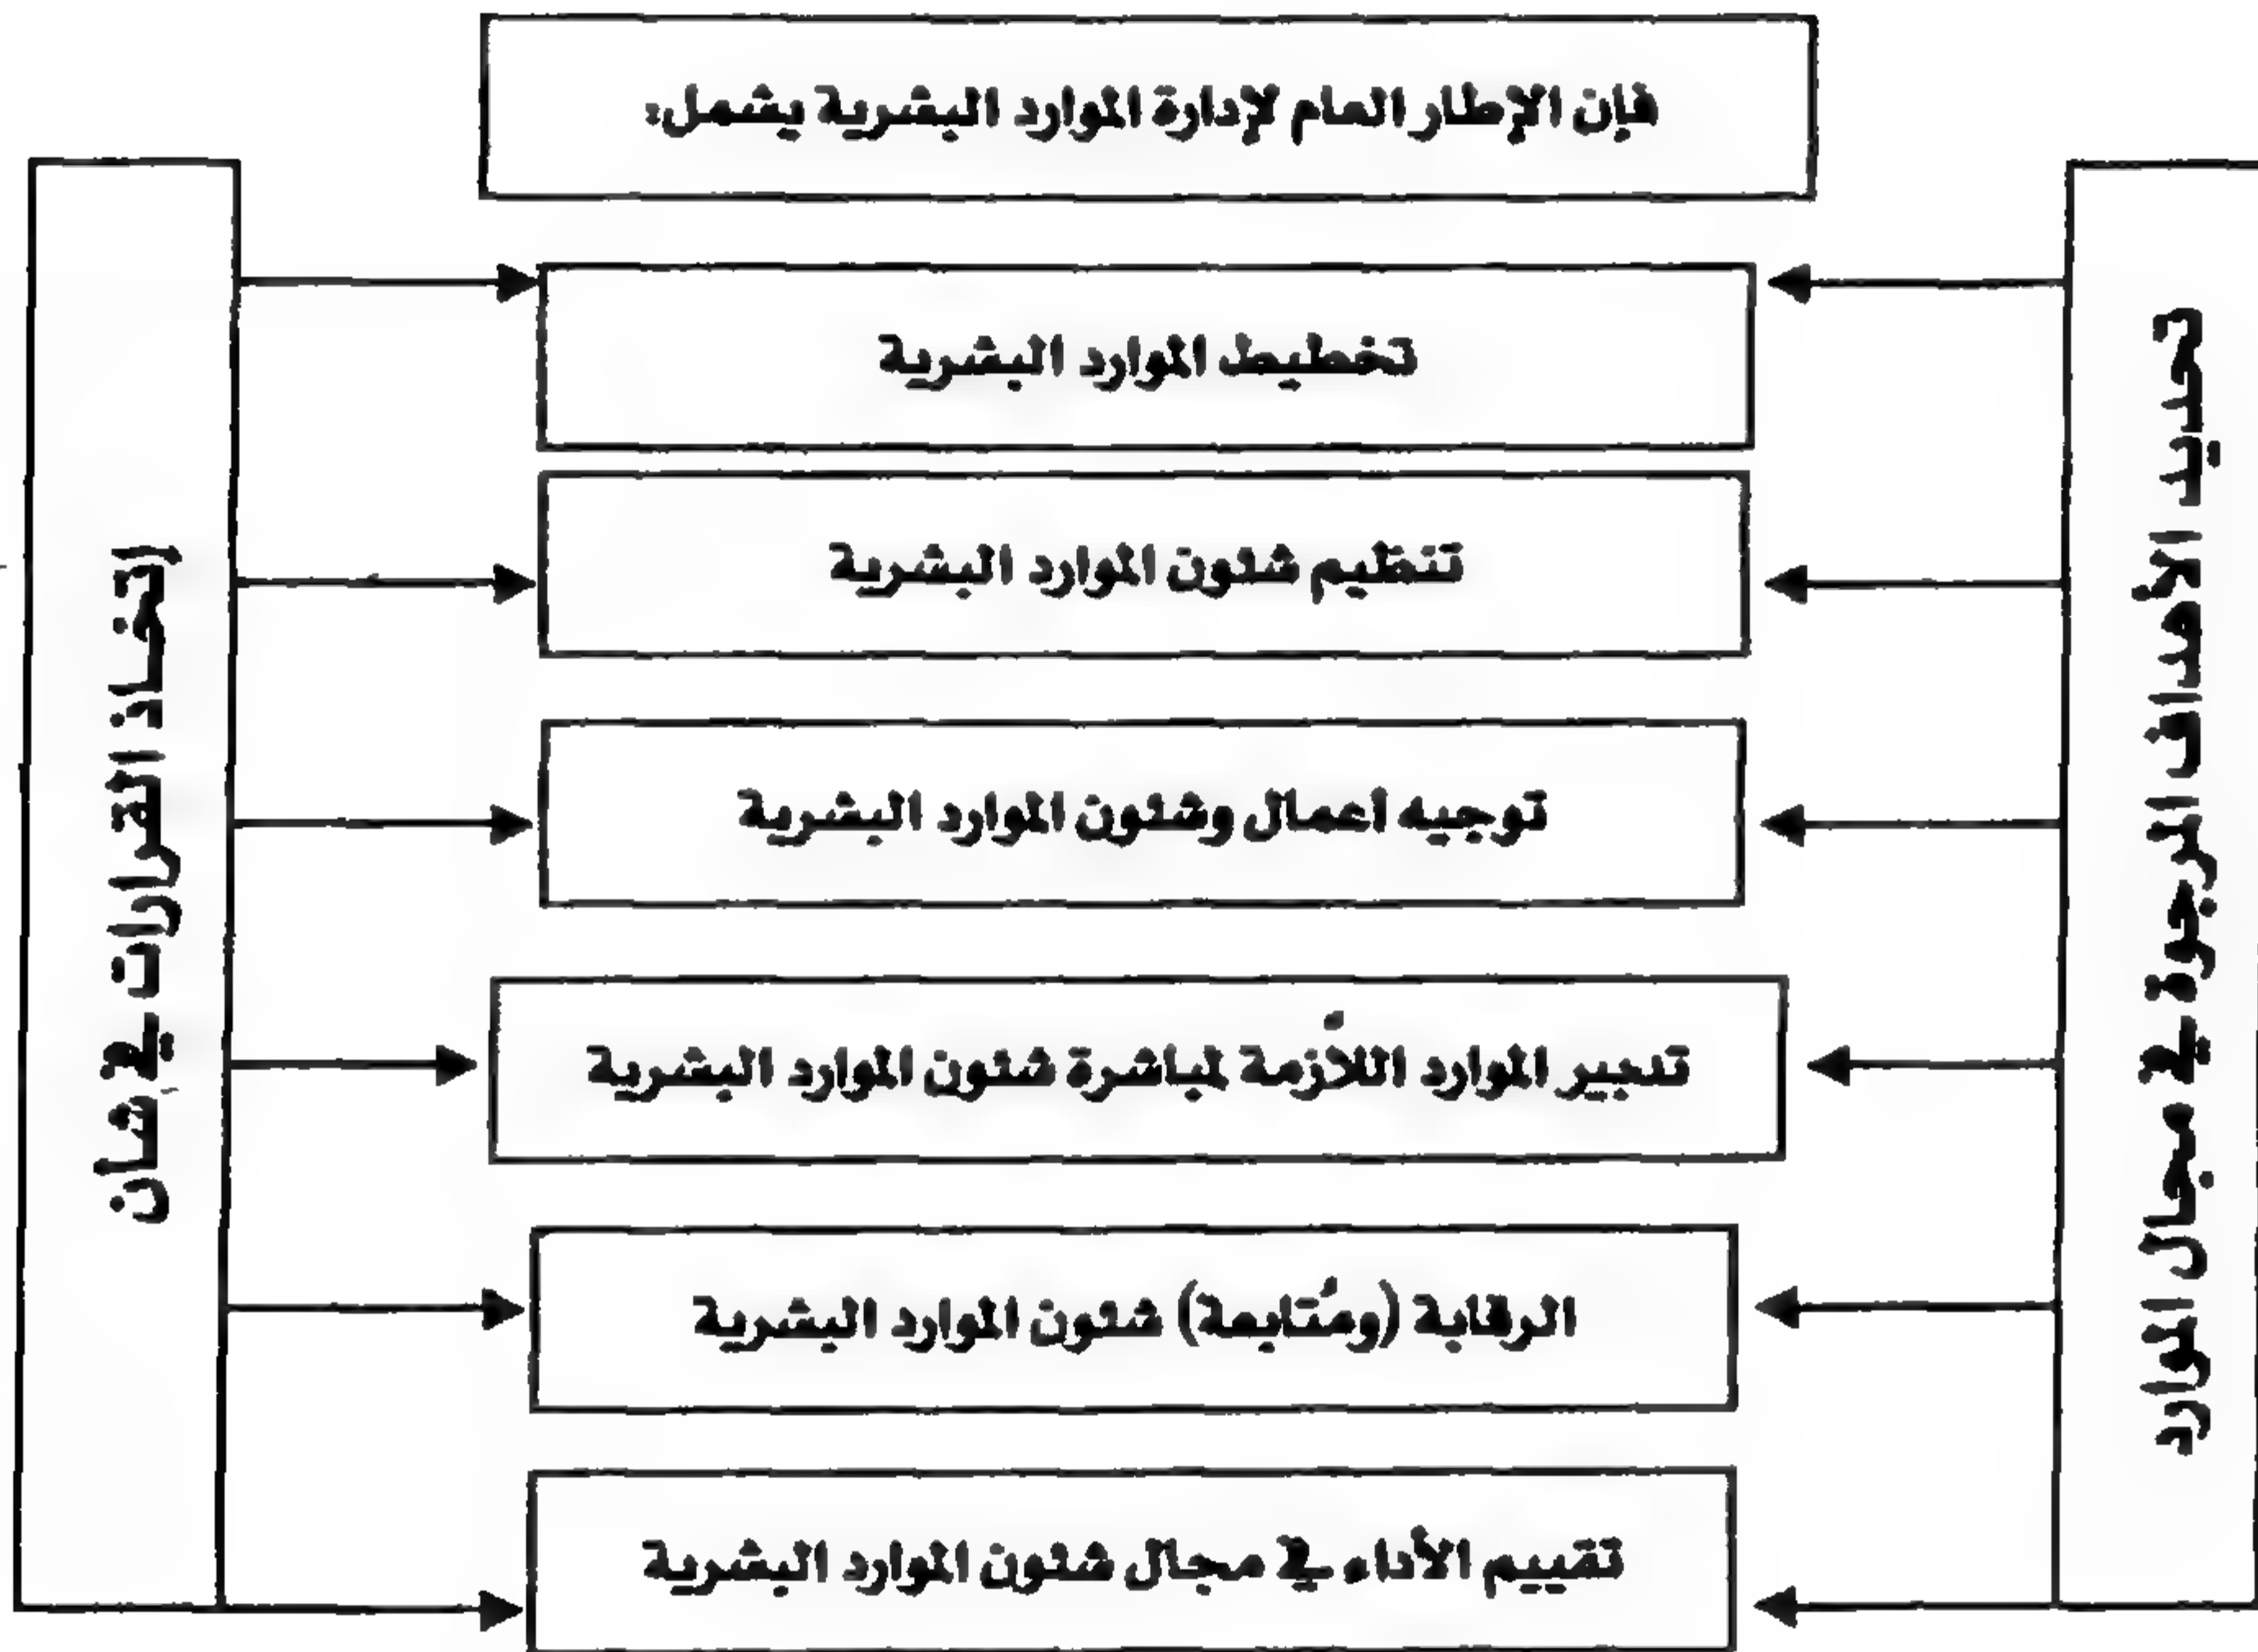 فإن الإطار العام لإدارة الموارد البشرية يشمل:
تحديد الأهداف المرجوة في مجال الموارد
تخطيط الموارد البشرية
تنظيم شئون الموارد البشرية
توجيه أعمال وشئون الموارد البشرية
تدبير الموارد اللأزمة لمباشرة شئون الموارد البشرية
الرقابة (ومُتابعة) شئون الموارد البشرية
تقييم الأداء في مجال شئون الموارد البشرية
إتخاذ القرارات في شأن